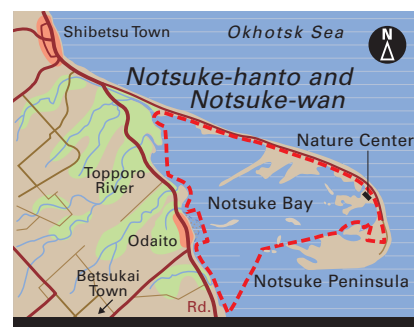 Shibetsu Town
Okhotsk Sea
N
Notsuke-hanto and
Notsuke-wan
Nature Center
Topporo
River
Notsuke Bay
Odaito
Betsukai
Town
Notsuke Peninsula
Rd.